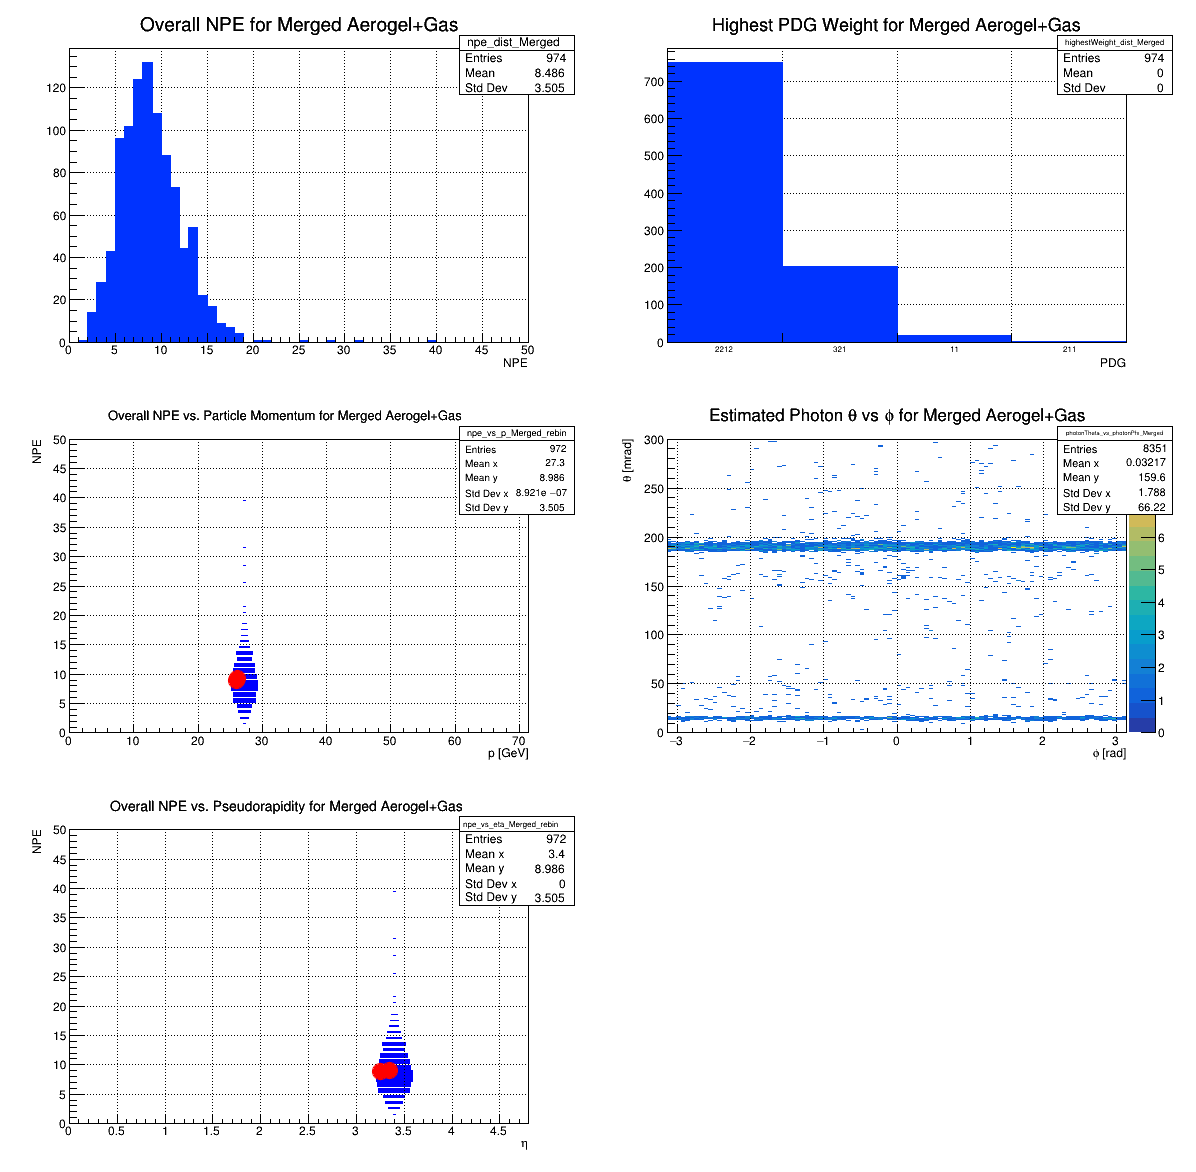 Overall NPE for Merged Aerogel+Gas
npe_dist_Merged
Entries 974
Mean 8.486
Std Dev 3.505
120
100
80
60
40
20
0
0 5 10 15 20 25 30 35 40 45 50
NPE
Highest PDG Weight for Merged Aerogel+Gas
highestWeight_dist_Merged
Entries 974
Mean 0
Std Dev 0
700
600
500
400
300
200
100
0
2212 321 11 211
PDG
Overall NPE vs. Particle Momentum for Merged Aerogel+Gas
npe_vs_p_Merged_rebin
Entries 972
Mean x 27.3
Mean y 8.986
Std Dev x 8.921e −07
Std Dev y 3.505
NPE
50
45
40
35
30
25
20
15
10
5
0
0 10 20 30 40 50 60 70
p [GeV]
Estimated Photon θ vs ϕ for Merged Aerogel+Gas
Entries 8351
Mean x 0.03217
Mean y 159.6
Std Dev x 1.788
Std Dev y 66.22
θ [mrad]
300
250
200
150
100
50
0
−3 −2 −1 0 1 2 3
ϕ [rad]
6
5
4
3
2
1
0
Overall NPE vs. Pseudorapidity for Merged Aerogel+Gas
npe_vs_eta_Merged_rebin
Entries 972
Mean x 3.4
Mean y 8.986
Std Dev x 0
Std Dev y 3.505
NPE
50
45
40
35
30
25
20
15
10
5
0
0 0.5 1 1.5 2 2.5 3 3.5 4 4.5
η